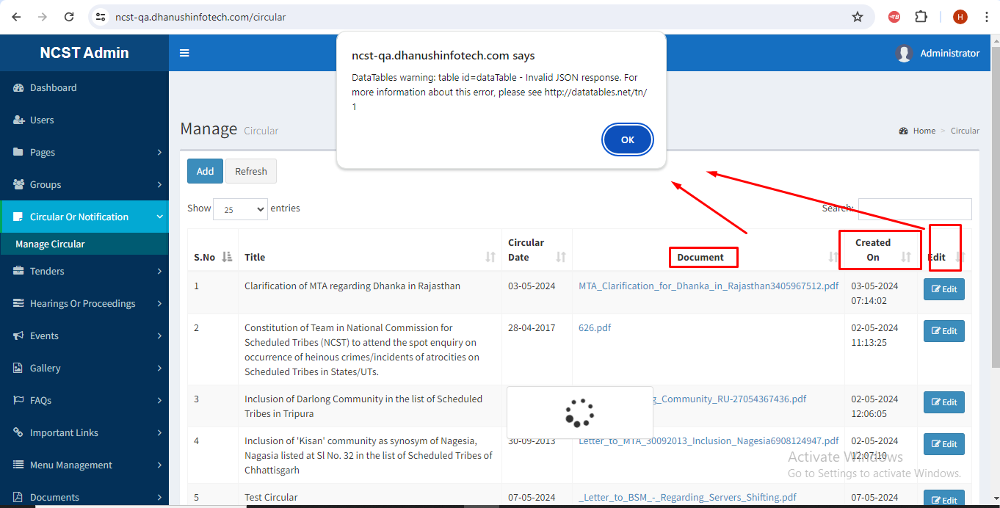 ncst-qa.dhanushinfotech.com/circular
H
NCST Admin
Administrator
ncst-qa.dhanushinfotech.com says
DataTables warning: table id=dataTable - Invalid JSON response. For
more information about this error, please see http://datatables.net/tn/
1
OK
Dashboard
Users
Pages
Groups
Circular Or Notification
Manage Circular
Tenders
Hearings Or Proceedings
Events
Gallery
FAQs
Important Links
Menu Management
Documents
Manage Circular
Home > Circular
Add Refresh
Show 25 entries
Search:
S.No Title Circular Date Document Created On Edit
1 Clarification of MTA regarding Dhanka in Rajasthan 03-05-2024 MTA_Clarification_for_Dhanka_in_Rajasthan3405967512.pdf 03-05-2024 Edit
07:14:02
2 Constitution of Team in National Commission for 28-04-2017 626.pdf 02-05-2024 Edit
Scheduled Tribes (NCST) to attend the spot enquiry on 11:13:25
occurrence of heinous crimes/incidents of atrocities on
Scheduled Tribes in States/UTs.
3 Inclusion of Darlong Community in the list of Scheduled g_Community_RU-27054367436.pdf 02-05-2024 Edit
Tribes in Tripura 12:06:05
4 Inclusion of 'Kisan' community as synosym of Nagesia, 30-09-2013 Letter_to_MTA_30092013_Inclusion_Nagesia6908124947.pdf 02-05-2024 Edit
Nagasia listed at Sl No. 32 in the list of Scheduled Tribes of 12:07:10
Chhattisgarh
5 Test Circular 07-05-2024 _Letter_to_BSM_-_Regarding_Servers_Shifting.pdf 07-05-2024 Edit
Activate Windows
Go to Settings to activate Windows.